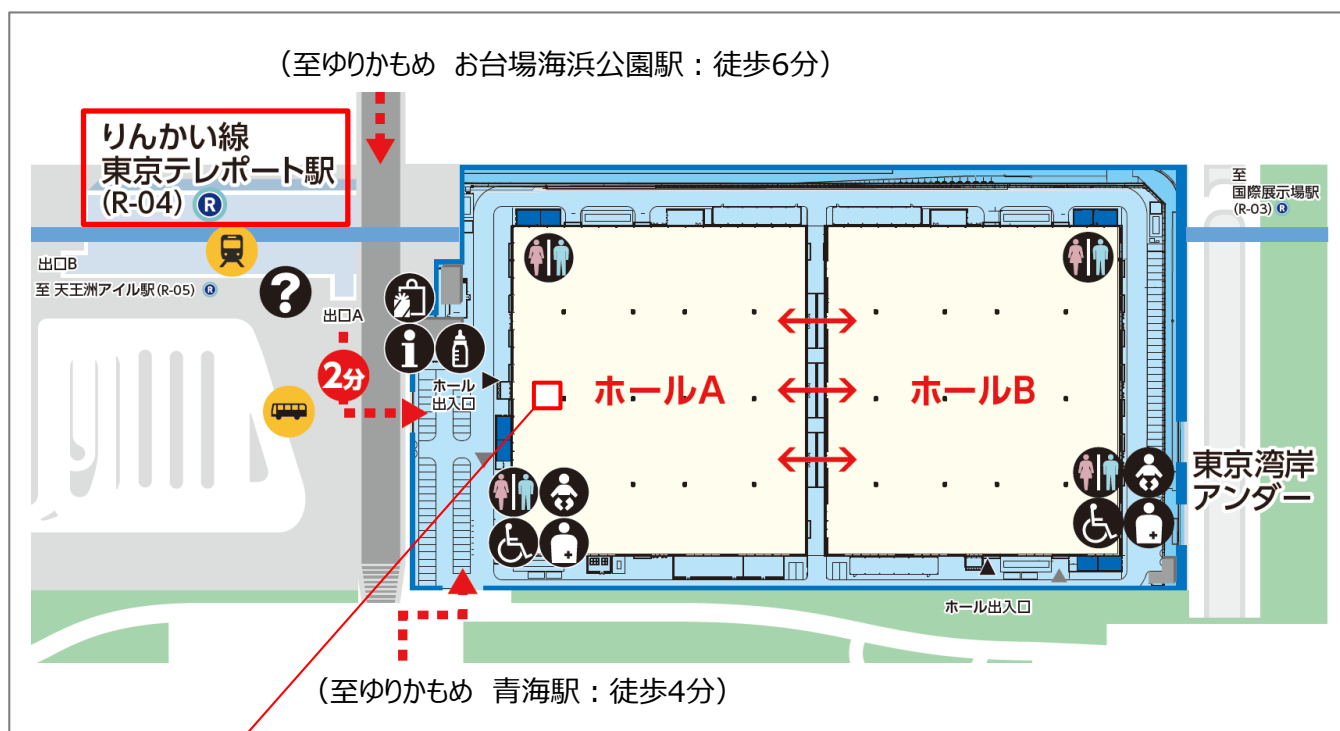 （至ゆりかもめ お台場海浜公園駅：徒歩6分）
りんかい線
東京テレポート駅
(R-04) R
至
国際展示場駅
(R-03) R
出口B
至 天王洲アイル駅(R-05) R
?
出口A
i
2分
ホール
出入口
ホールA
ホールB
東京湾岸
アンダー
ホール出入口
（至ゆりかもめ 青海駅：徒歩4分）